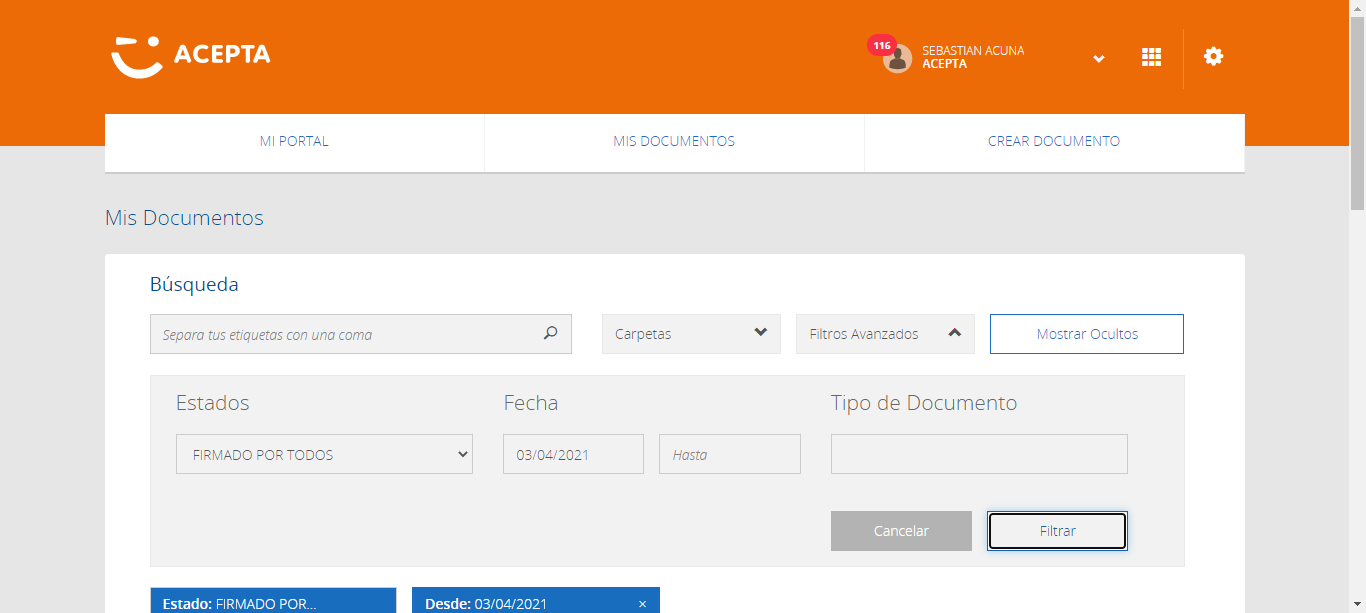 ACEPTA
116
SEBASTIAN ACUNA
ACEPTA
MI PORTAL
MIS DOCUMENTOS
CREAR DOCUMENTO
Mis Documentos
Búsqueda
Separa tus etiquetas con una coma
Carpetas
Filtros Avanzados
Mostrar Ocultos
Estados
Fecha
Tipo de Documento
FIRMADO POR TODOS
03/04/2021
Hasta
Cancelar
Filtrar
Estado: FIRMADO POR...
Desde: 03/04/2021 ×